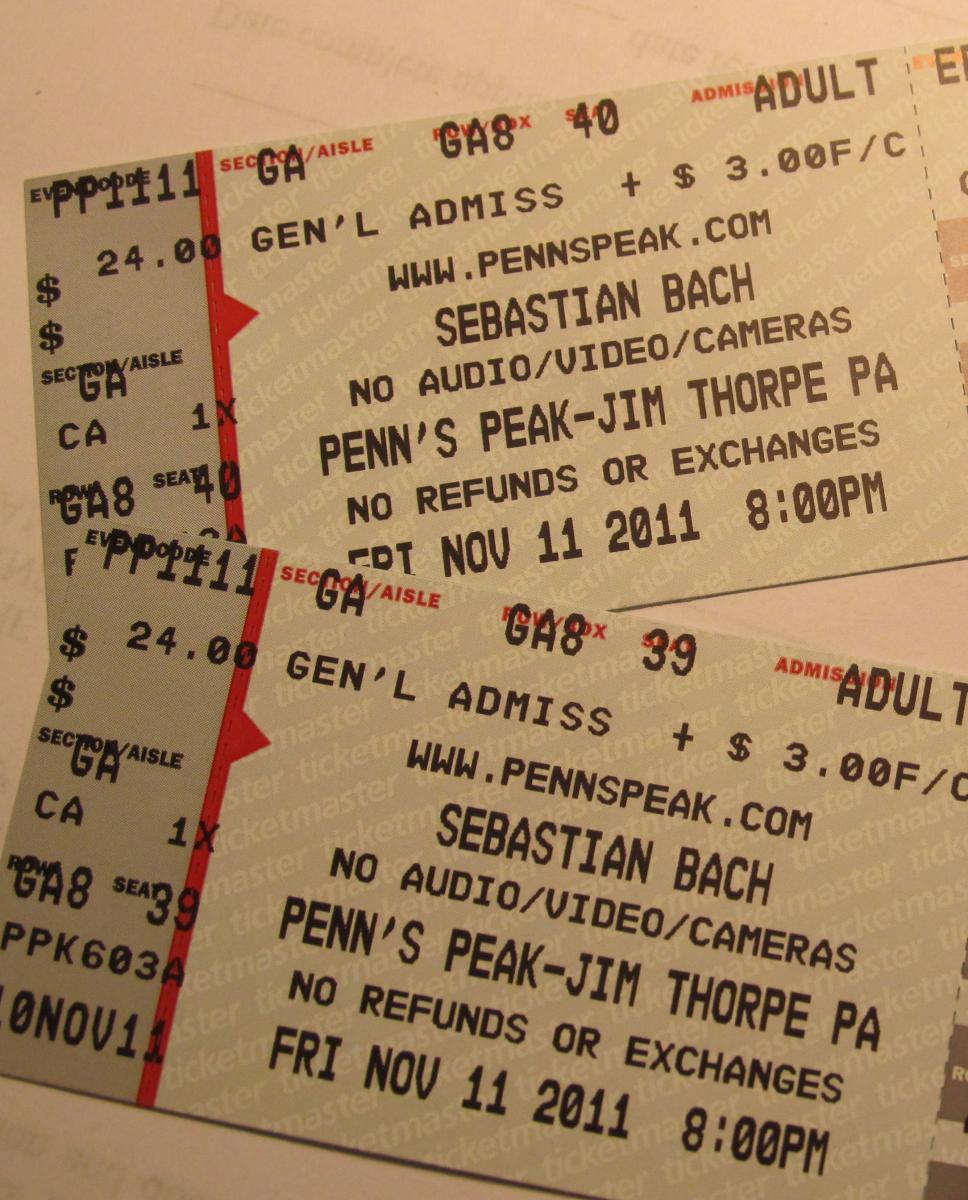 EVENT CODE SECTION/AISLE ROW/BOX SEAT ADMISSION
PP1111 GA GA8 40 ADULT
$ 24.00 GEN'L ADMISS + $ 3.00F/C
$ WWW.PENNSPEAK.COM
SECTION/AISLE SEBASTIAN BACH
GA NO AUDIO/VIDEO/CAMERAS
CA 1X PENN'S PEAK-JIM THORPE PA
ROW SEAT
GA8 40 NO REFUNDS OR EXCHANGES
FRI NOV 11 2011 8:00PM
EVENT CODE SECTION/AISLE ROW/BOX SEAT ADMISSION
PP1111 GA GA8 39 ADULT
$ 24.00 GEN'L ADMISS + $ 3.00F/C
$ WWW.PENNSPEAK.COM
SECTION/AISLE SEBASTIAN BACH
GA NO AUDIO/VIDEO/CAMERAS
CA 1X PENN'S PEAK-JIM THORPE PA
ROW SEAT
GA8 39 NO REFUNDS OR EXCHANGES
PPK603A FRI NOV 11 2011 8:00PM
10NOV11
ticketmaster